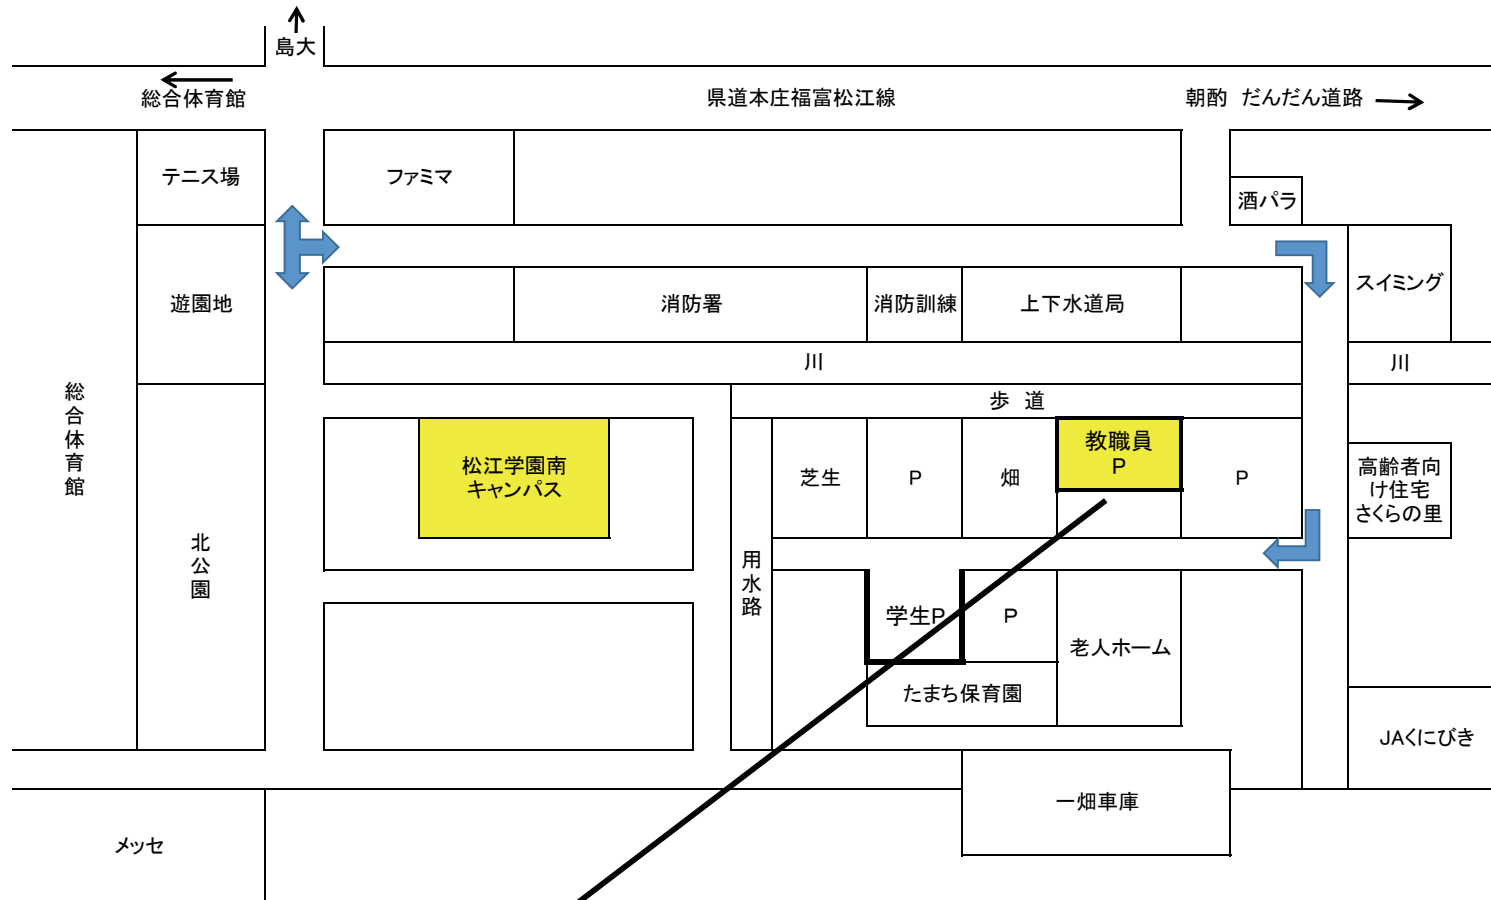 島大
総合体育館
県道本庄福富松江線
朝酌 だんだん道路
テニス場
ファミマ
酒パラ
遊園地
消防署
消防訓練
上下水道局
スイミング
川
川
総合体育館
歩 道
松江学園南
キャンパス
芝生
P
畑
教職員
P
P
高齢者向
け住宅
さくらの里
北公園
用水路
学生P
P
老人ホーム
たまち保育園
JAくにびき
一畑車庫
メッセ